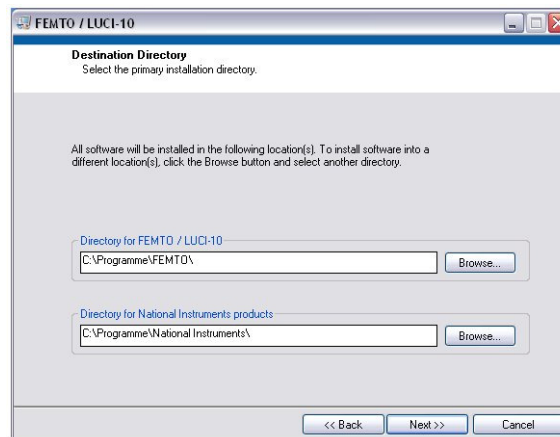 FEMTO / LUCI-10
Destination Directory
Select the primary installation directory.
All software will be installed in the following location(s). To install software into a
different location(s), click the Browse button and select another directory.
Directory for FEMTO / LUCI-10
C:\Programme\FEMTO\
Browse...
Directory for National Instruments products
C:\Programme\National Instruments\
Browse...
<< Back
Next >>
Cancel